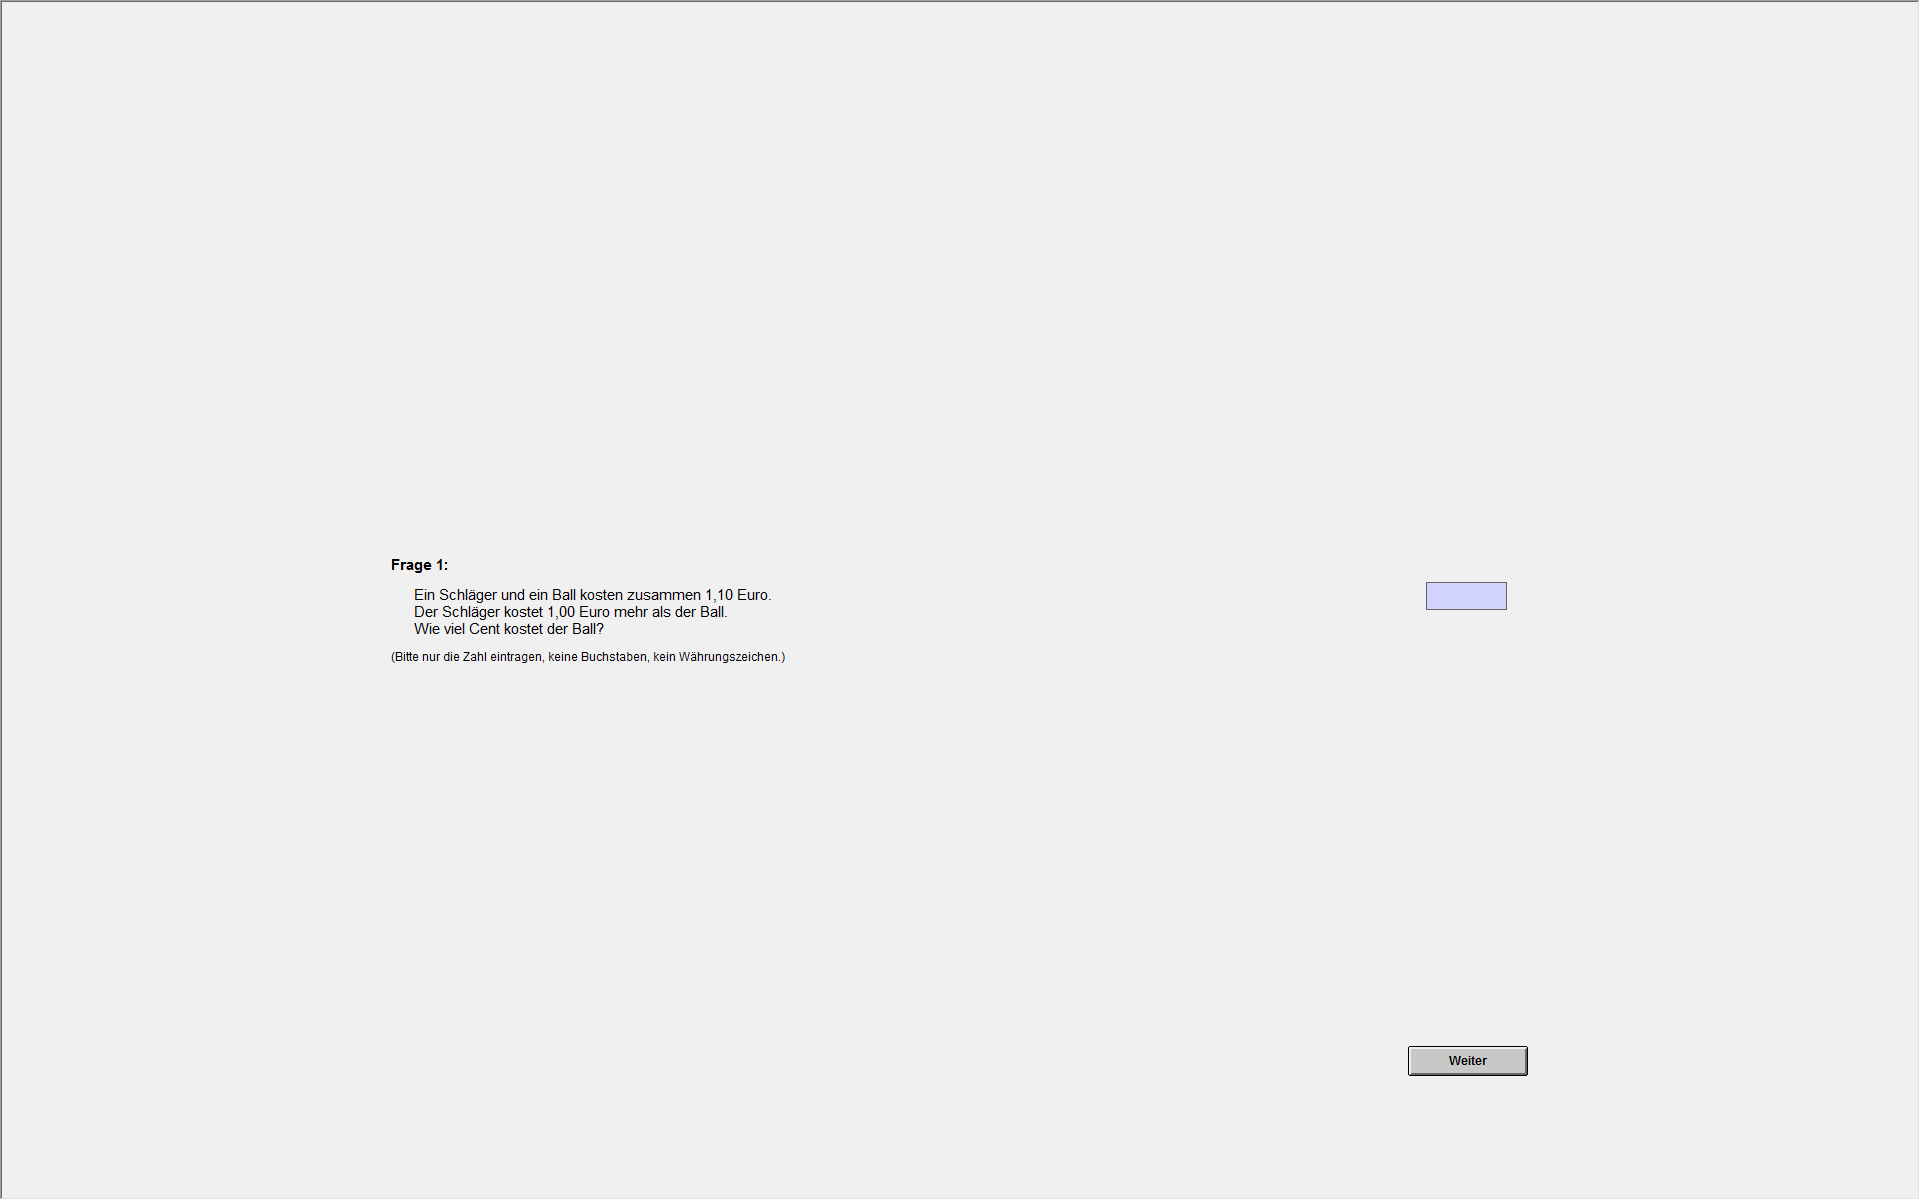 Frage 1:
Ein Schläger und ein Ball kosten zusammen 1,10 Euro.
Der Schläger kostet 1,00 Euro mehr als der Ball.
Wie viel Cent kostet der Ball?
(Bitte nur die Zahl eintragen, keine Buchstaben, kein Währungszeichen.)
Weiter